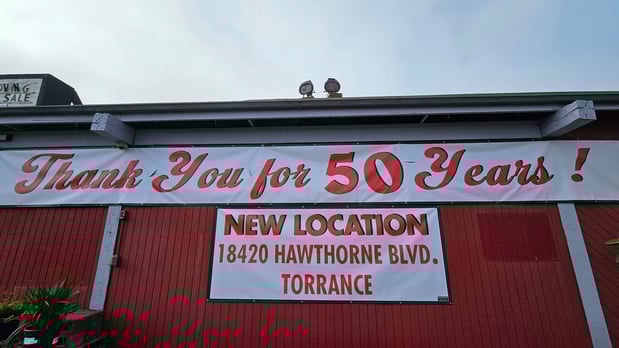 SALE
Thank You for 50 Years!
NEW LOCATION
18420 HAWTHORNE BLVD.
TORRANCE